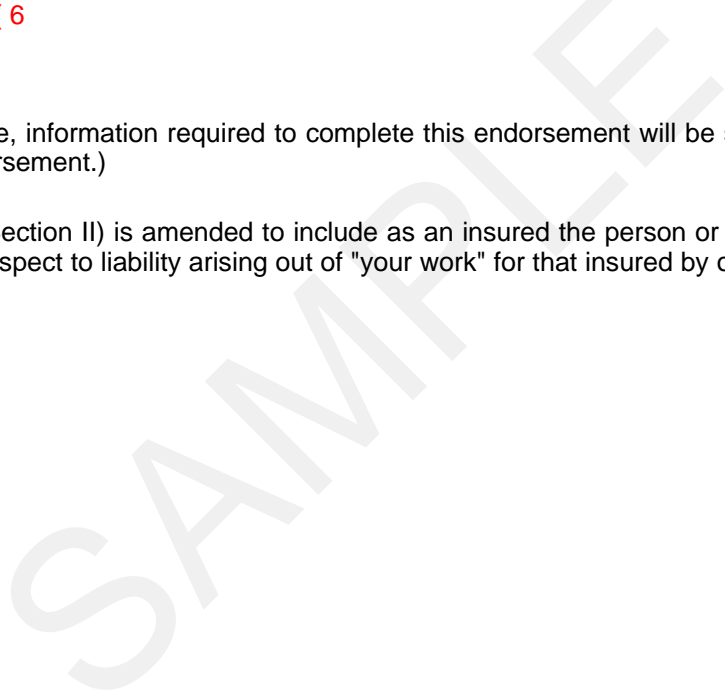 6
e, information required to complete this endorsement will be
rsement.)
ection II) is amended to include as an insured the person or
spect to liability arising out of "your work" for that insured by
SAMPLE